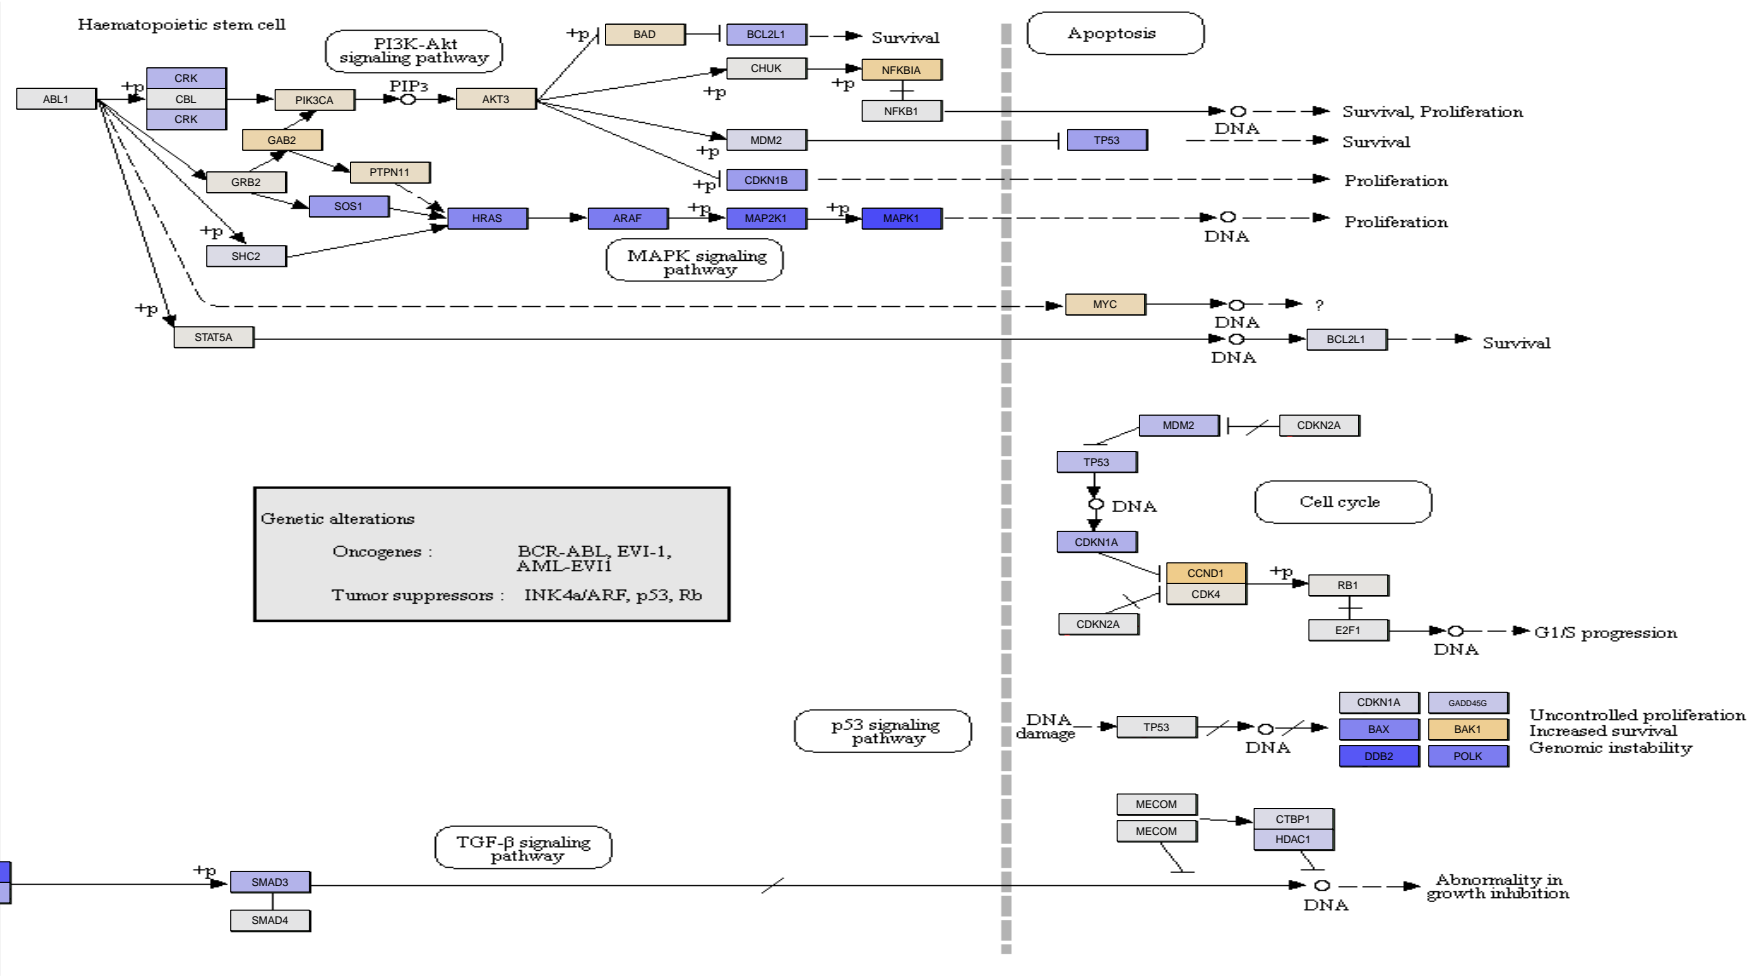 Haematopoietic stem cell
PI3K-Akt
signaling pathway
Apoptosis
+p
BAD
BCL2L1
Survival
CRK
CHUK
NFKBIA
+p
PIP3
ABL1
CBL
PIK3CA
AKT3
+p
+p
CRK
NFKB1
Survival, Proliferation
DNA
GAB2
MDM2
TP53
Survival
+p
PTPN11
GRB2
CDKN1B
Proliferation
+p
SOS1
HRAS
ARAF
+p
MAP2K1
+p
MAPK1
Proliferation
DNA
+p
SHC2
MAPK signaling
pathway
MYC
?
+p
DNA
STAT5A
BCL2L1
Survival
DNA
MDM2
CDKN2A
TP53
DNA
Cell cycle
Genetic alterations
Oncogenes : BCR-ABL, EVI-1,
AML-EVI1
Tumor suppressors : INK4a/ARF, p53, Rb
CDKN1A
CCND1
+p
CDK4
RB1
CDKN2A
E2F1
G1/S progression
DNA
p53 signaling
pathway
DNA
damage
TP53
DNA
CDKN1A
GADD45G
BAX
BAK1
DDB2
POLK
Uncontrolled proliferation
Increased survival
Genomic instability
MECOM
MECOM
CTBP1
HDAC1
TGF-β signaling
pathway
+p
SMAD3
SMAD4
DNA
Abnormality in
growth inhibition